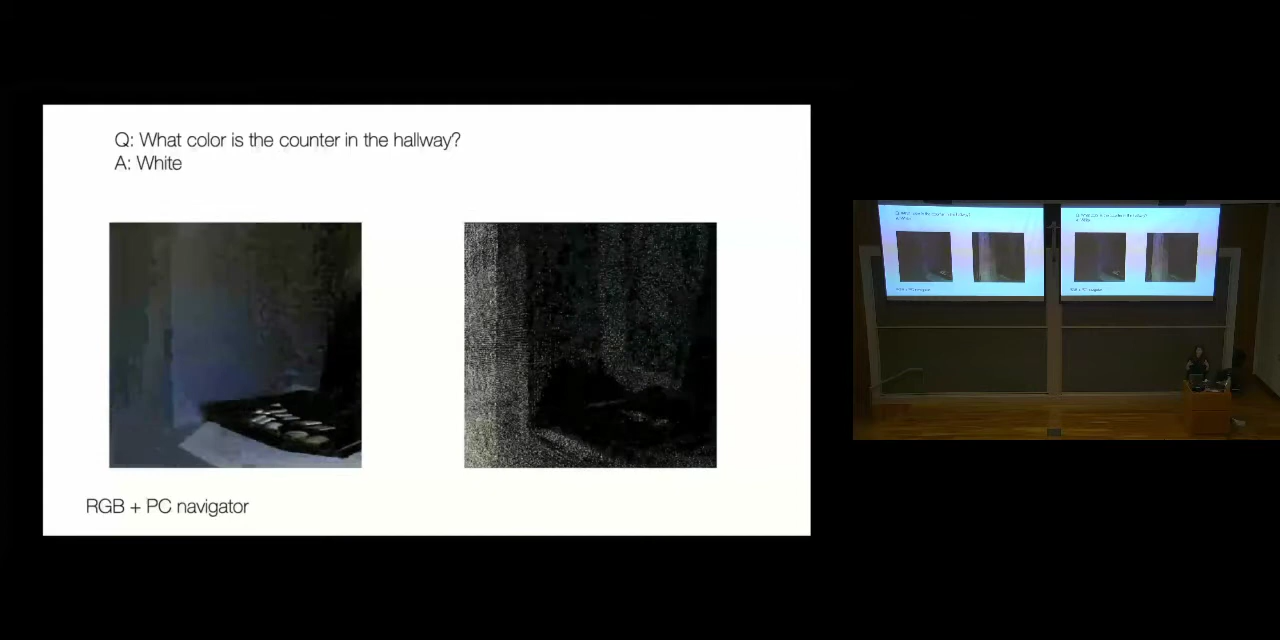 Q: What color is the counter in the hallway?
A: White
RGB + PC navigator